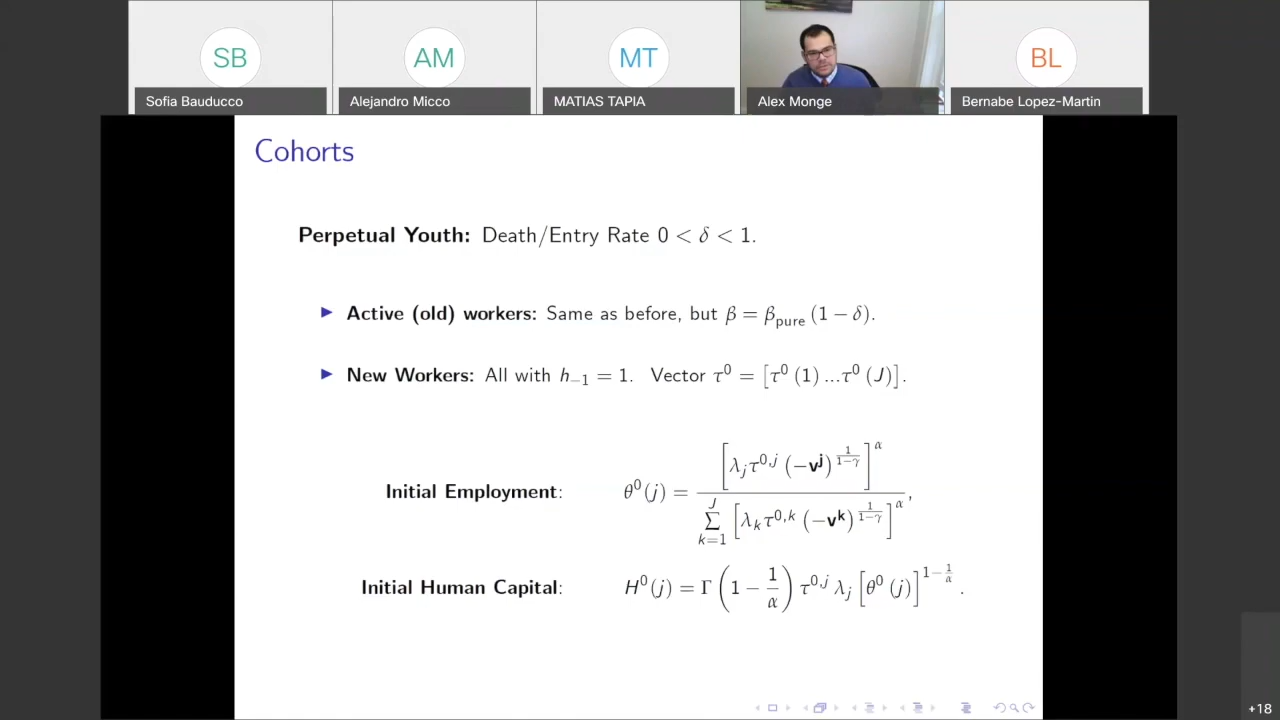 SB
AM
MT
BL
Sofia Bauducco
Alejandro Micco
MATIAS TAPIA
Alex Monge
Bernabe Lopez-Martin
Cohorts
Perpetual Youth: Death/Entry Rate 0 < δ < 1.
▶ Active (old) workers: Same as before, but β = β_pure (1 − δ).
▶ New Workers: All with h_{−1} = 1. Vector τ^0 = [τ^0 (1) ...τ^0 (J)].
Initial Employment: θ^0(j) = [λ_j τ^{0,j} (−v^j)^{1/(1−γ)}]^α / ∑_{k=1}^{J} [λ_k τ^{0,k} (−v^k)^{1/(1−γ)}]^α,
Initial Human Capital: H^0(j) = Γ (1 − 1/α) τ^{0,j} λ_j [θ^0 (j)]^{1−1/α}.
+18